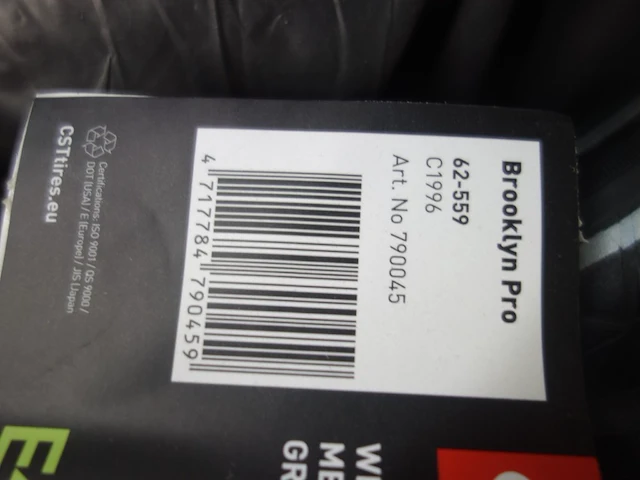 Brooklyn Pro
62-559
C1996
Art. No 790045
4 717784 790459
Certifications: ISO 9001 / QS 9000 /
DOT (USA) / E (Europe) / JIS (Japan
CSTtires.eu